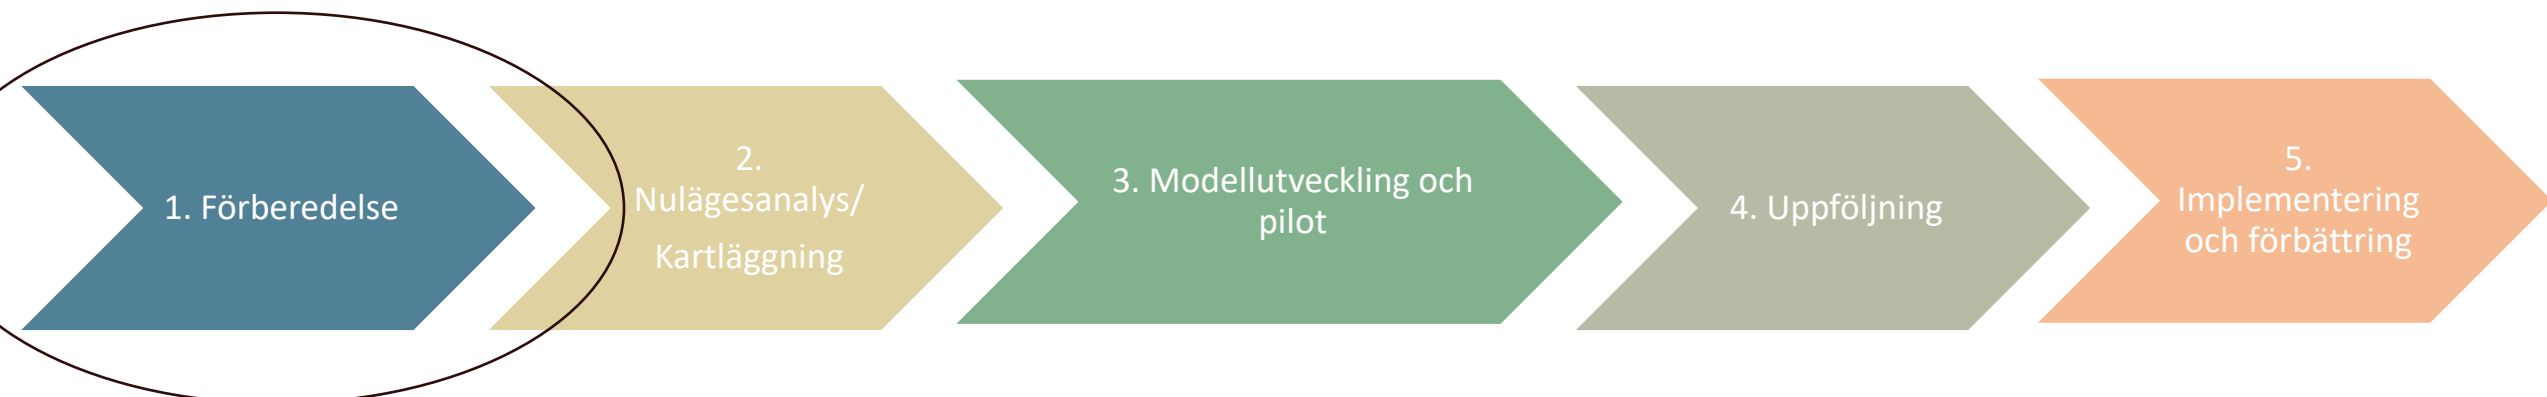 1. Förberedelse
2.
Nulägesanalys/
Kartläggning
3. Modellutveckling och
pilot
4. Uppföljning
5.
Implementering
och förbättring